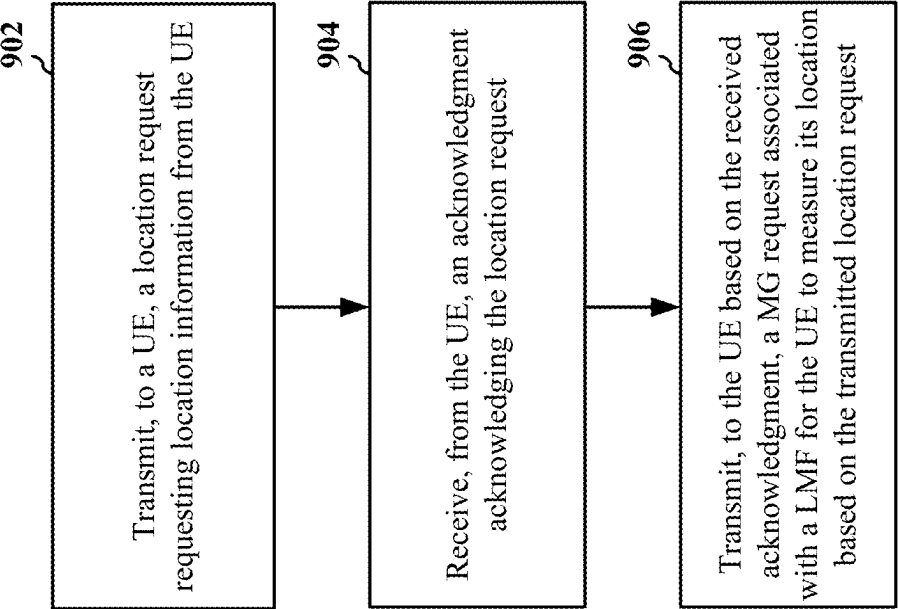 902
Transmit, to a UE, a location request
requesting location information from the UE
904
Receive, from the UE, an acknowledgment
acknowledging the location request
906
Transmit, to the UE based on the received
acknowledgment, a MG request associated
with a LMF for the UE to measure its location
based on the transmitted location request